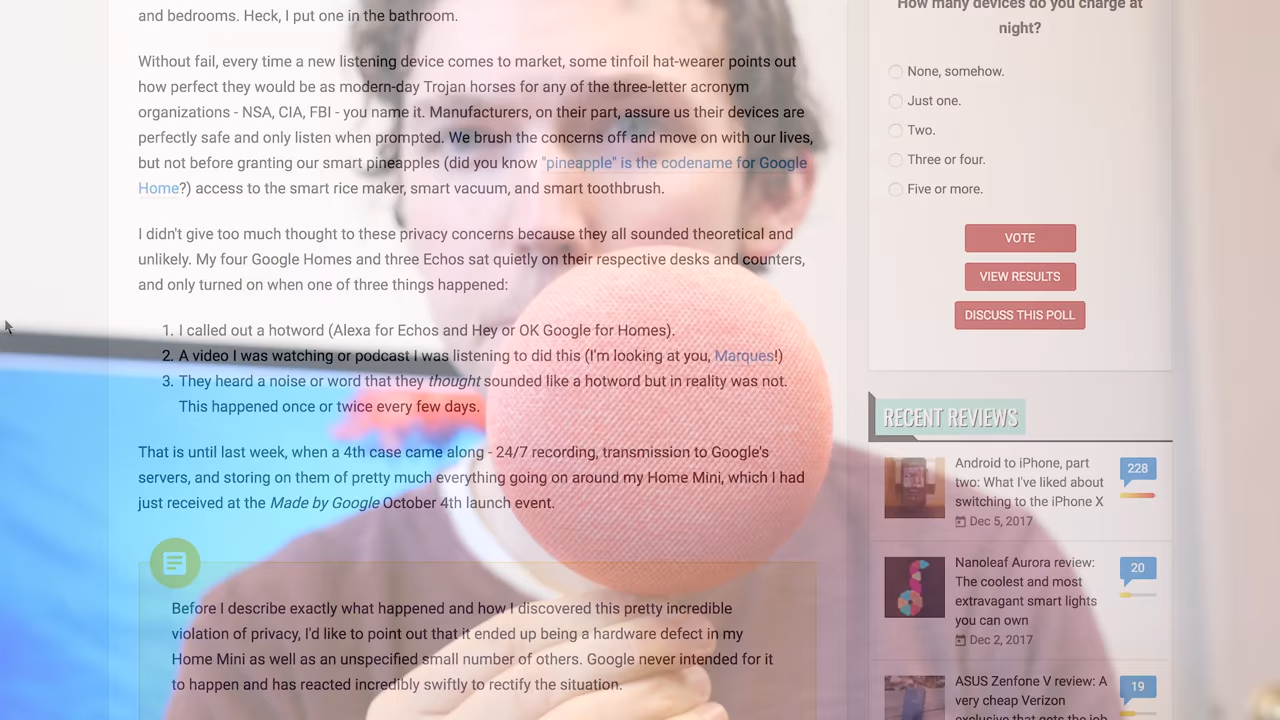 and bedrooms. Heck, I put one in the bathroom.
Without fail, every time a new listening device comes to market, some tinfoil hat-wearer points out
how perfect they would be as modern-day Trojan horses for any of the three-letter acronym
organizations - NSA, CIA, FBI - you name it. Manufacturers, on their part, assure us their devices are
perfectly safe and only listen when prompted. We brush the concerns off and move on with our lives,
but not before granting our smart pineapples (did you know "pineapple" is the codename for Google
Home?) access to the smart rice maker, smart vacuum, and smart toothbrush.
I didn't give too much thought to these privacy concerns because they all sounded theoretical and
unlikely. My four Google Homes and three Echos sat quietly on their respective desks and counters,
and only turned on when one of three things happened:
1. I called out a hotword (Alexa for Echos and Hey or OK Google for Homes).
2. A video I was watching or podcast I was listening to did this (I'm looking at you, Marques!)
3. They heard a noise or word that they thought sounded like a hotword but in reality was not.
This happened once or twice every few days.
That is until last week, when a 4th case came along - 24/7 recording, transmission to Google's
servers, and storing on them of pretty much everything going on around my Home Mini, which I had
just received at the Made by Google October 4th launch event.
Before I describe exactly what happened and how I discovered this pretty incredible
violation of privacy, I'd like to point out that it ended up being a hardware defect in my
Home Mini as well as an unspecified small number of others. Google never intended for it
to happen and has reacted incredibly swiftly to rectify the situation.
How many devices do you charge at
night?
None, somehow.
Just one.
Two.
Three or four.
Five or more.
VOTE
VIEW RESULTS
DISCUSS THIS POLL
RECENT REVIEWS
Android to iPhone, part
two: What I've liked about
switching to the iPhone X
Dec 5, 2017
228
Nanoleaf Aurora review:
The coolest and most
extravagant smart lights
you can own
Dec 2, 2017
20
ASUS Zenfone V review: A
very cheap Verizon
exclusive that gets the job
19